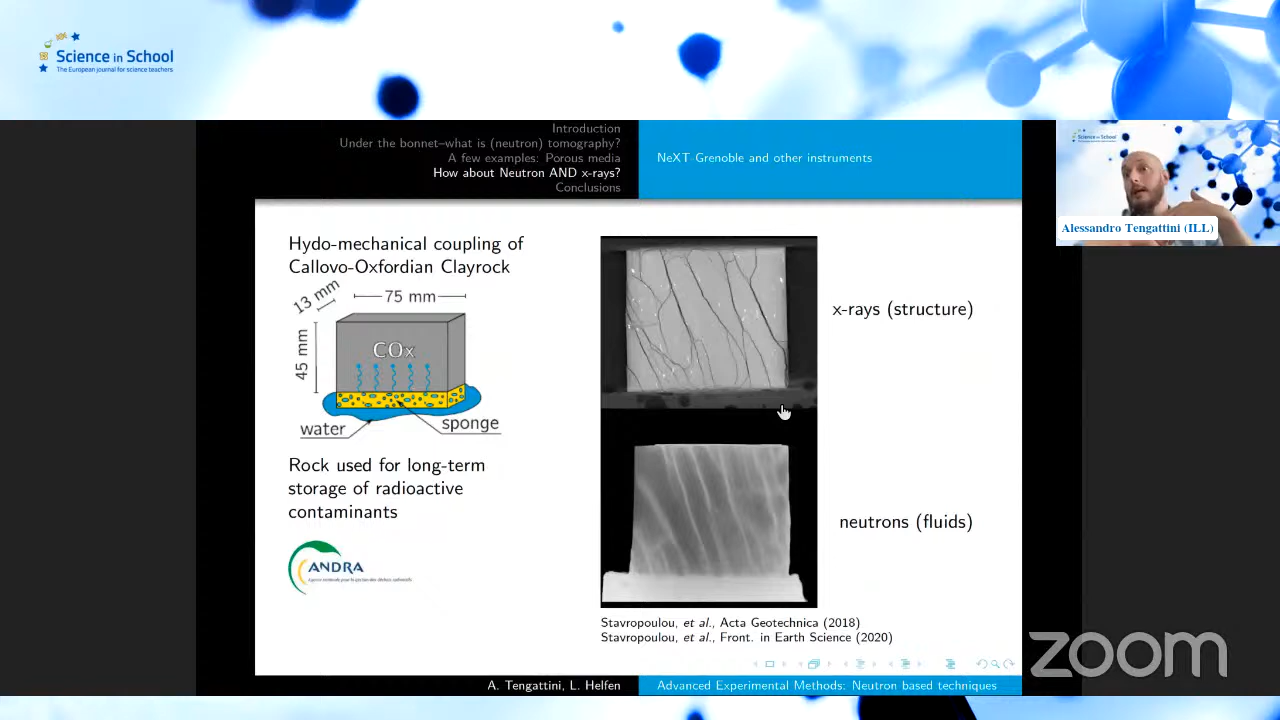 Science in School
The European journal for science teachers
Introduction
Under the bonnet–what is (neutron) tomography?
A few examples: Porous media
How about Neutron AND x-rays?
Conclusions
NeXT-Grenoble and other instruments
Science in School
Alessandro Tengattini (ILL)
Hydo-mechanical coupling of
Callovo-Oxfordian Clayrock
13 mm
75 mm
45 mm
COx
water
sponge
Rock used for long-term
storage of radioactive
contaminants
ANDRA
x-rays (structure)
neutrons (fluids)
Stavropoulou, et al., Acta Geotechnica (2018)
Stavropoulou, et al., Front. in Earth Science (2020)
A. Tengattini, L. Helfen
Advanced Experimental Methods: Neutron based techniques
zoom